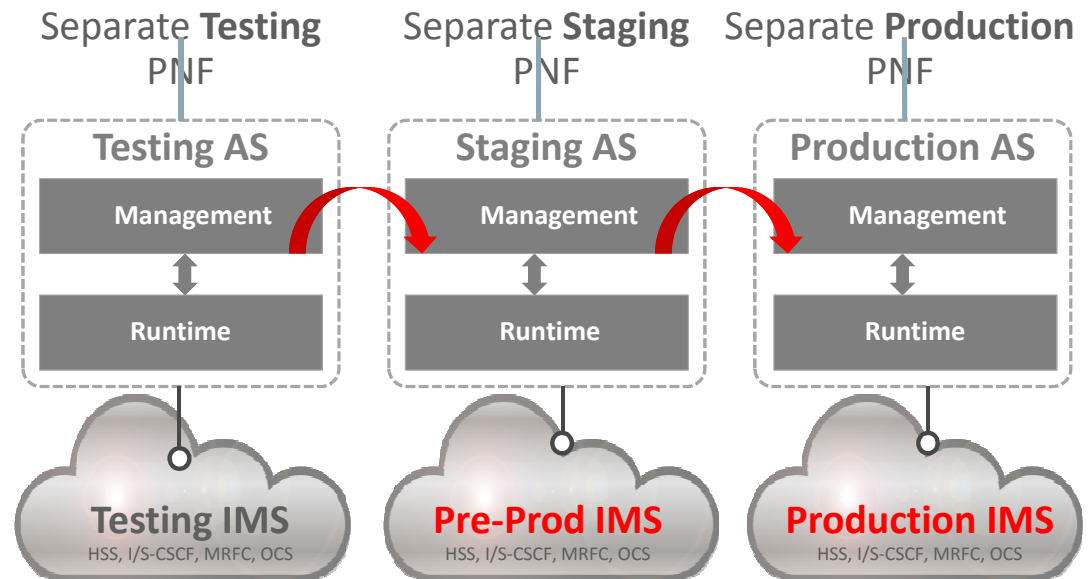 Separate Testing
PNF
Separate Staging
PNF
Separate Production
PNF
Testing AS
Management
Runtime
Staging AS
Management
Runtime
Production AS
Management
Runtime
Testing IMS
HSS, I/S-CSCF, MRFC, OCS
Pre-Prod IMS
HSS, I/S-CSCF, MRFC, OCS
Production IMS
HSS, I/S-CSCF, MRFC, OCS